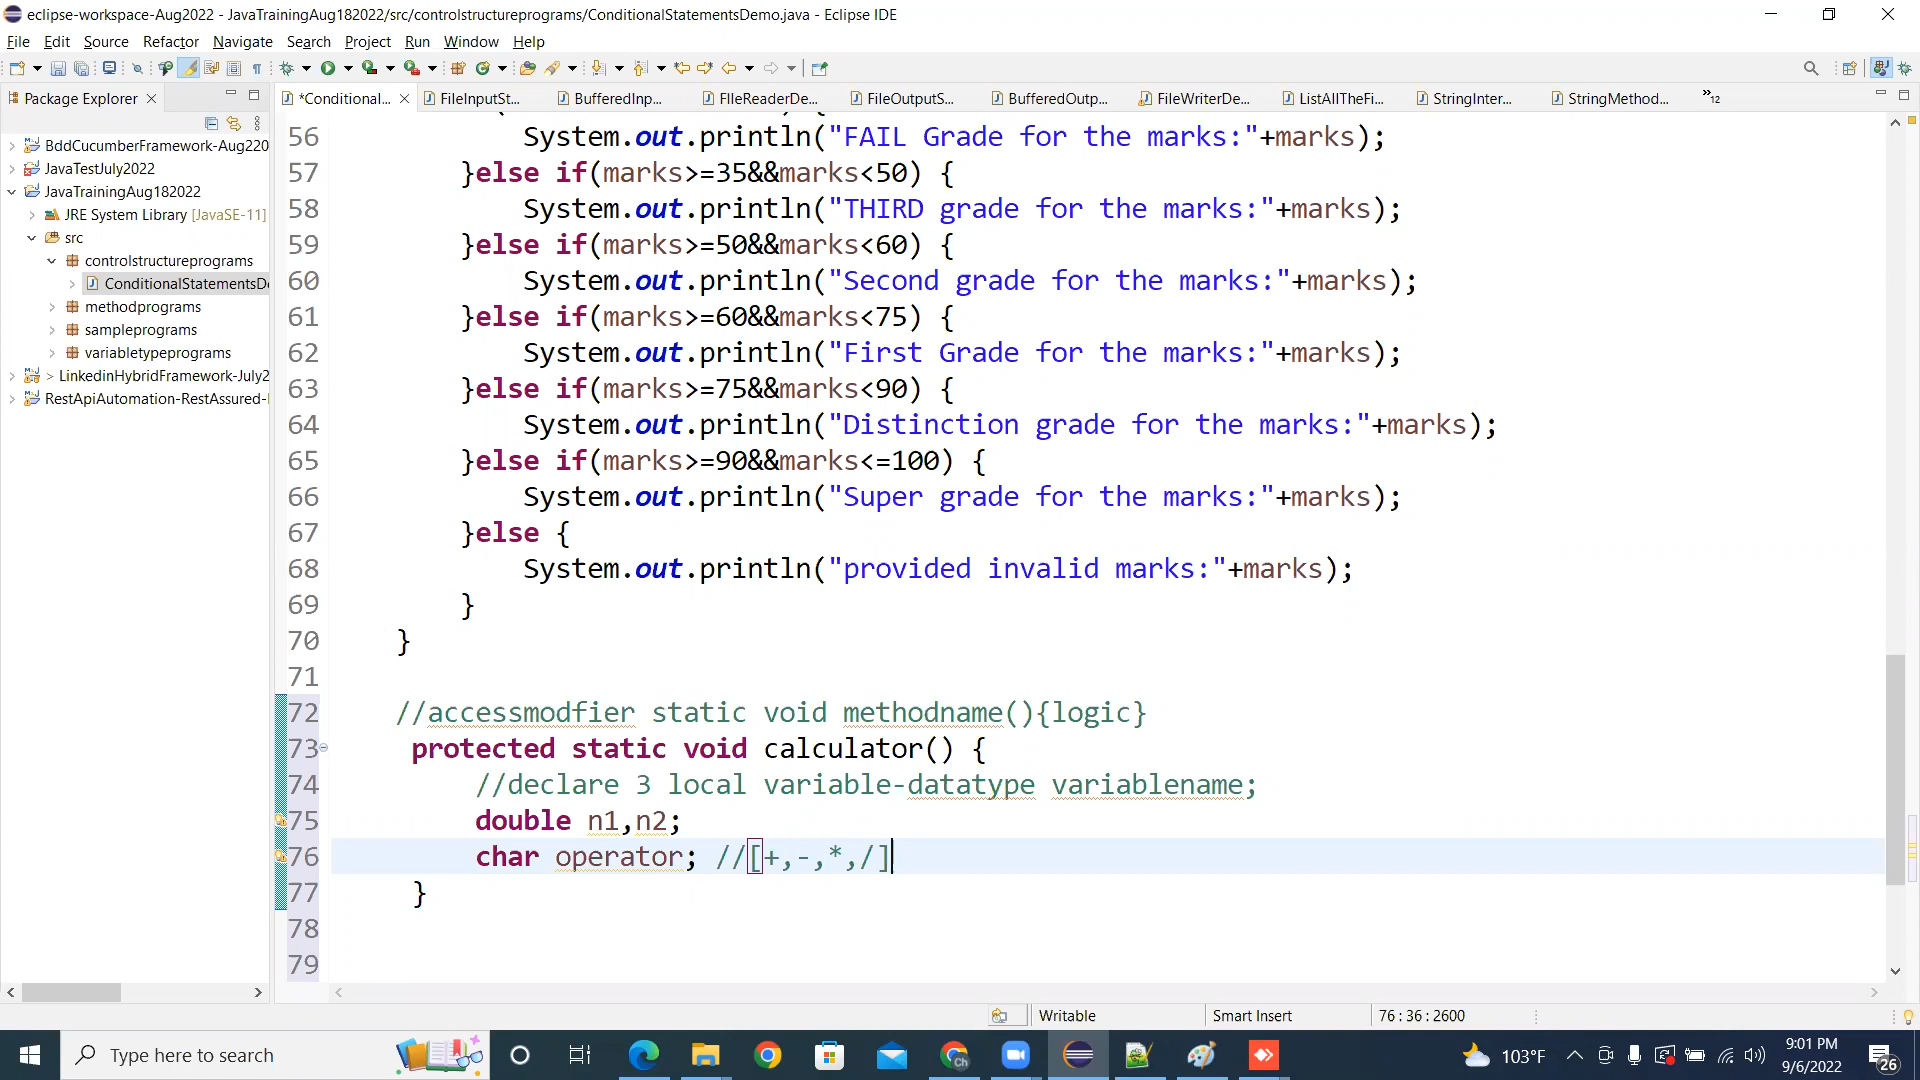 eclipse-workspace-Aug2022 - JavaTrainingAug182022/src/controlstructureprograms/ConditionalStatementsDemo.java - Eclipse IDE
File Edit Source Refactor Navigate Search Project Run Window Help
Package Explorer
*Conditional... FileInputSt... BufferedInp... FIleReaderDe... FileOutputS... BufferedOutp... FileWriterDe... ListAllTheFi... StringInter... StringMethod... »12
BddCucumberFramework-Aug220
JavaTestJuly2022
JavaTrainingAug182022
JRE System Library [JavaSE-11]
src
controlstructureprograms
ConditionalStatementsD
methodprograms
sampleprograms
variabletypeprograms
> LinkedinHybridFramework-July2
RestApiAutomation-RestAssured-
56 System.out.println("FAIL Grade for the marks:"+marks);
57 }else if(marks>=35&&marks<50) {
58 System.out.println("THIRD grade for the marks:"+marks);
59 }else if(marks>=50&&marks<60) {
60 System.out.println("Second grade for the marks:"+marks);
61 }else if(marks>=60&&marks<75) {
62 System.out.println("First Grade for the marks:"+marks);
63 }else if(marks>=75&&marks<90) {
64 System.out.println("Distinction grade for the marks:"+marks);
65 }else if(marks>=90&&marks<=100) {
66 System.out.println("Super grade for the marks:"+marks);
67 }else {
68 System.out.println("provided invalid marks:"+marks);
69 }
70 }
71
72 //accessmodfier static void methodname(){logic}
73 protected static void calculator() {
74 //declare 3 local variable-datatype variablename;
75 double n1,n2;
76 char operator; //[+,-,*,/]
77 }
78
79
Writable Smart Insert 76 : 36 : 2600
Type here to search
103°F
9:01 PM
9/6/2022
26